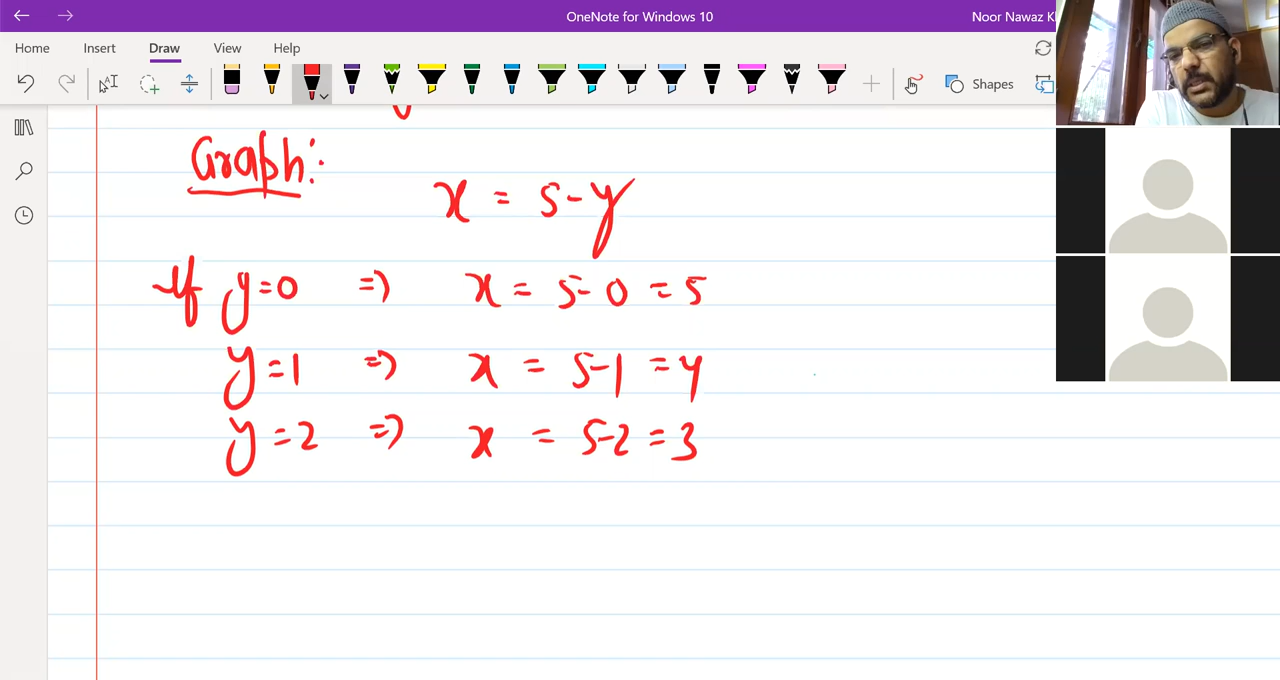 OneNote for Windows 10
Noor Nawaz K
Home Insert Draw View Help
Shapes
Graph:
x = 5-y
If y=0 => x = 5-0 = 5
y=1 => x = 5-1 = 4
y=2 => x = 5-2 = 3